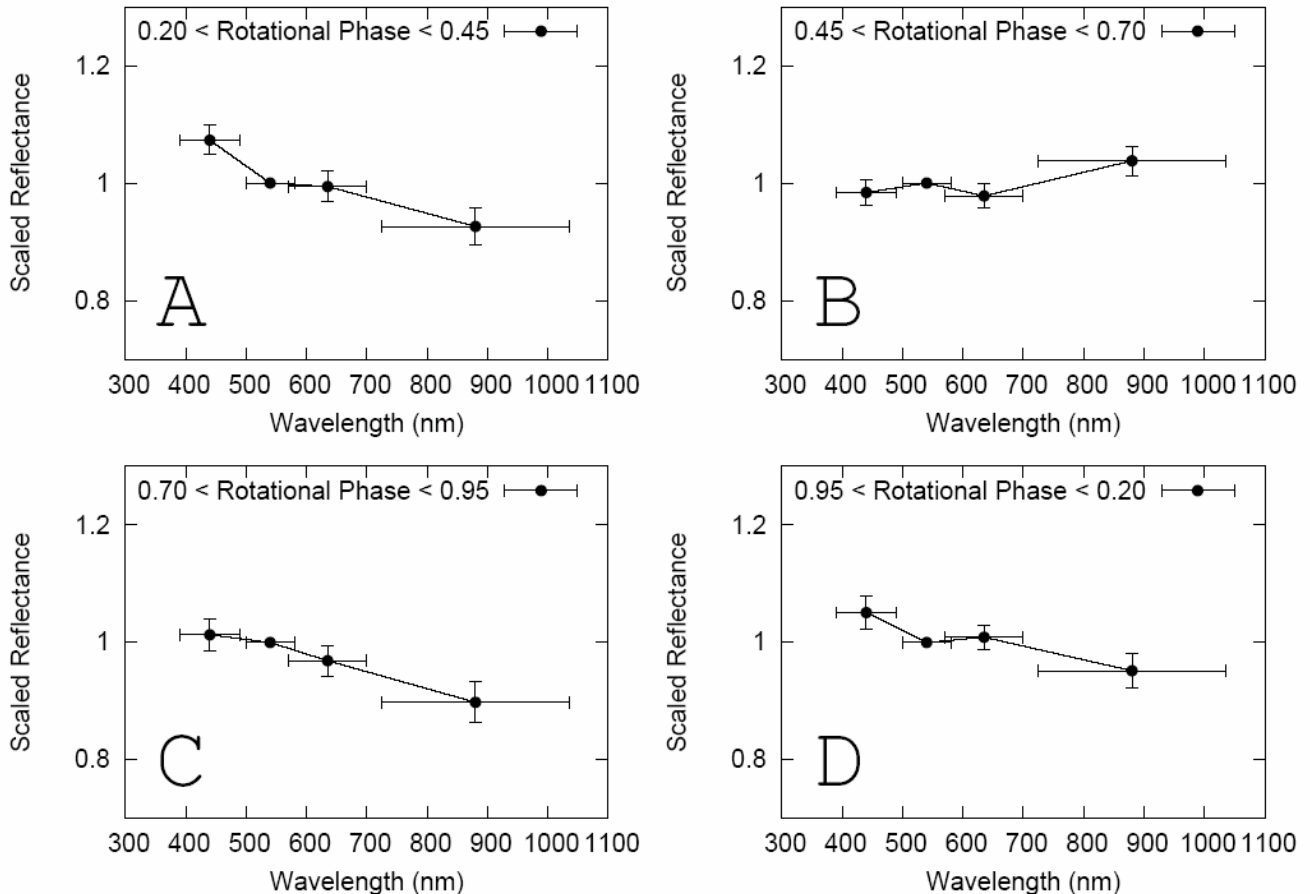 0.20 < Rotational Phase < 0.45
1.2
1
0.8
Scaled Reflectance
A
300 400 500 600 700 800 900 1000 1100
Wavelength (nm)
0.45 < Rotational Phase < 0.70
1.2
1
0.8
Scaled Reflectance
B
300 400 500 600 700 800 900 1000 1100
Wavelength (nm)
0.70 < Rotational Phase < 0.95
1.2
1
0.8
Scaled Reflectance
C
300 400 500 600 700 800 900 1000 1100
Wavelength (nm)
0.95 < Rotational Phase < 0.20
1.2
1
0.8
Scaled Reflectance
D
300 400 500 600 700 800 900 1000 1100
Wavelength (nm)